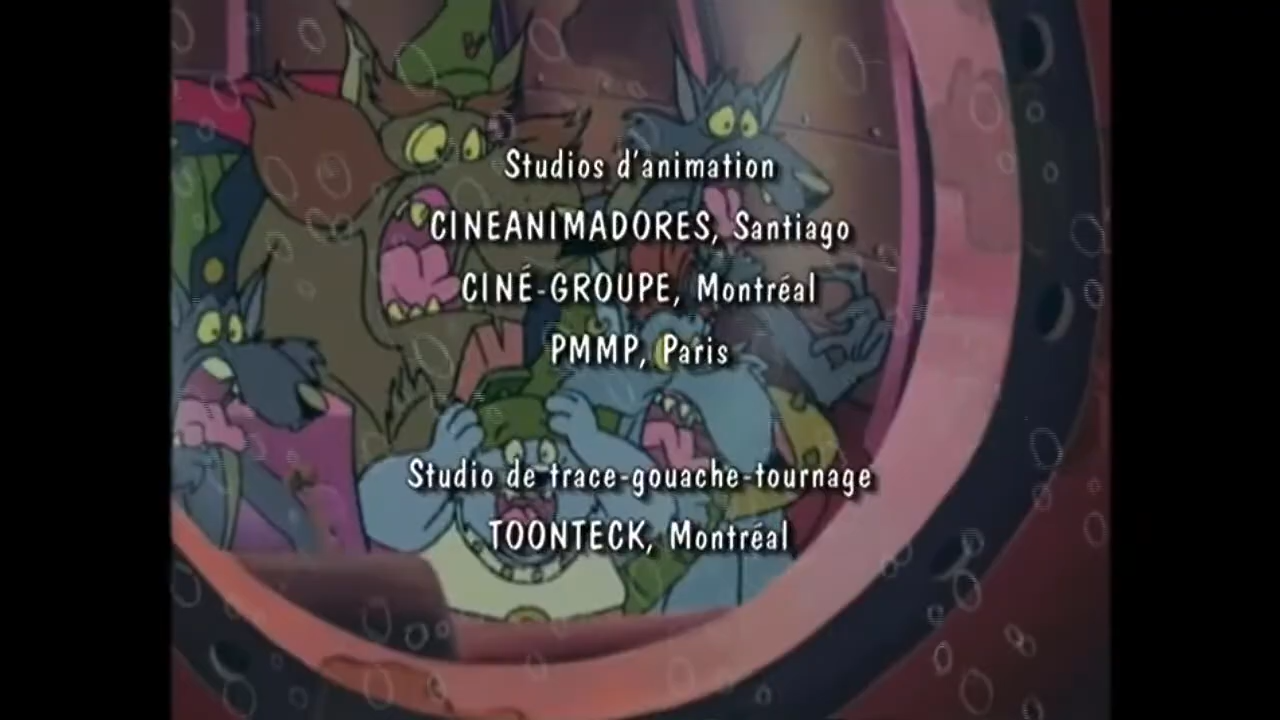 Studios d'animation
CINEANIMADORES, Santiago
CINÉ-GROUPE, Montréal
PMMP, Paris
Studio de trace-gouache-tournage
TOONTECK, Montréal